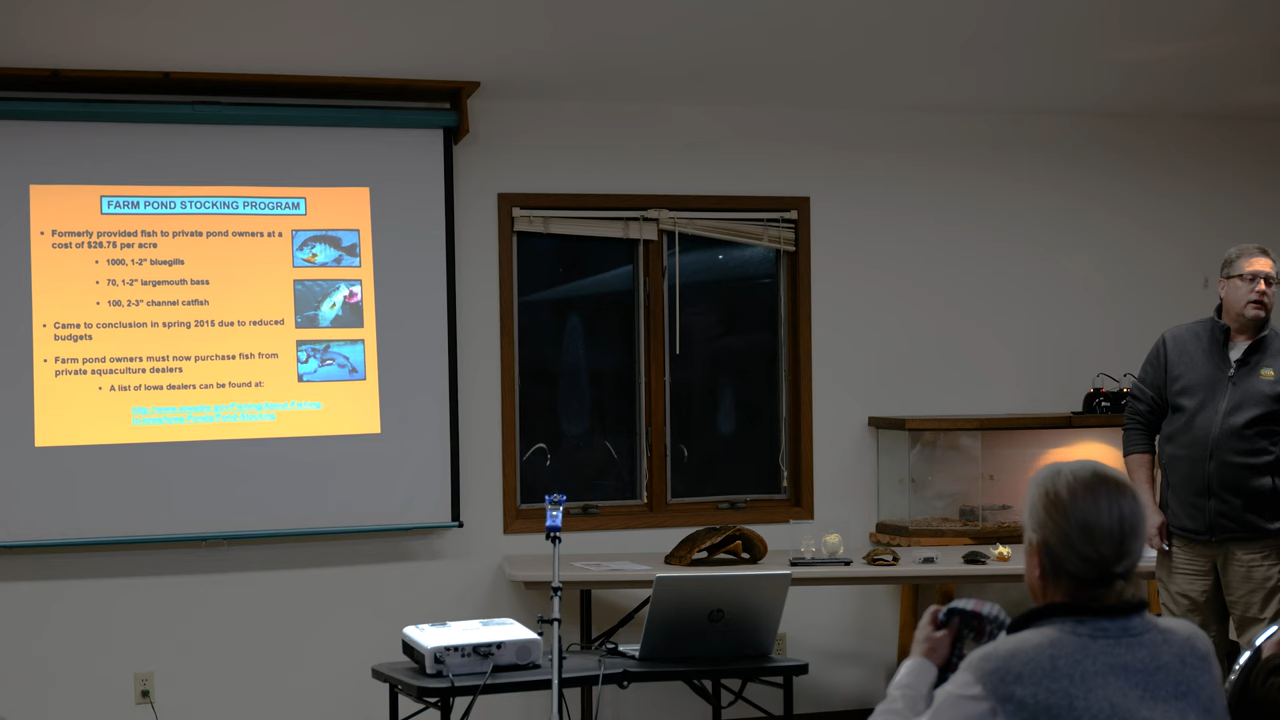 FARM POND STOCKING PROGRAM
• Formerly provided fish to private pond owners at a
cost of $26.75 per acre
• 1000, 1-2" bluegills
• 70, 1-2" largemouth bass
• 100, 2-3" channel catfish
• Came to conclusion in spring 2015 due to reduced
budgets
• Farm pond owners must now purchase fish from
private aquaculture dealers
• A list of Iowa dealers can be found at:
hp